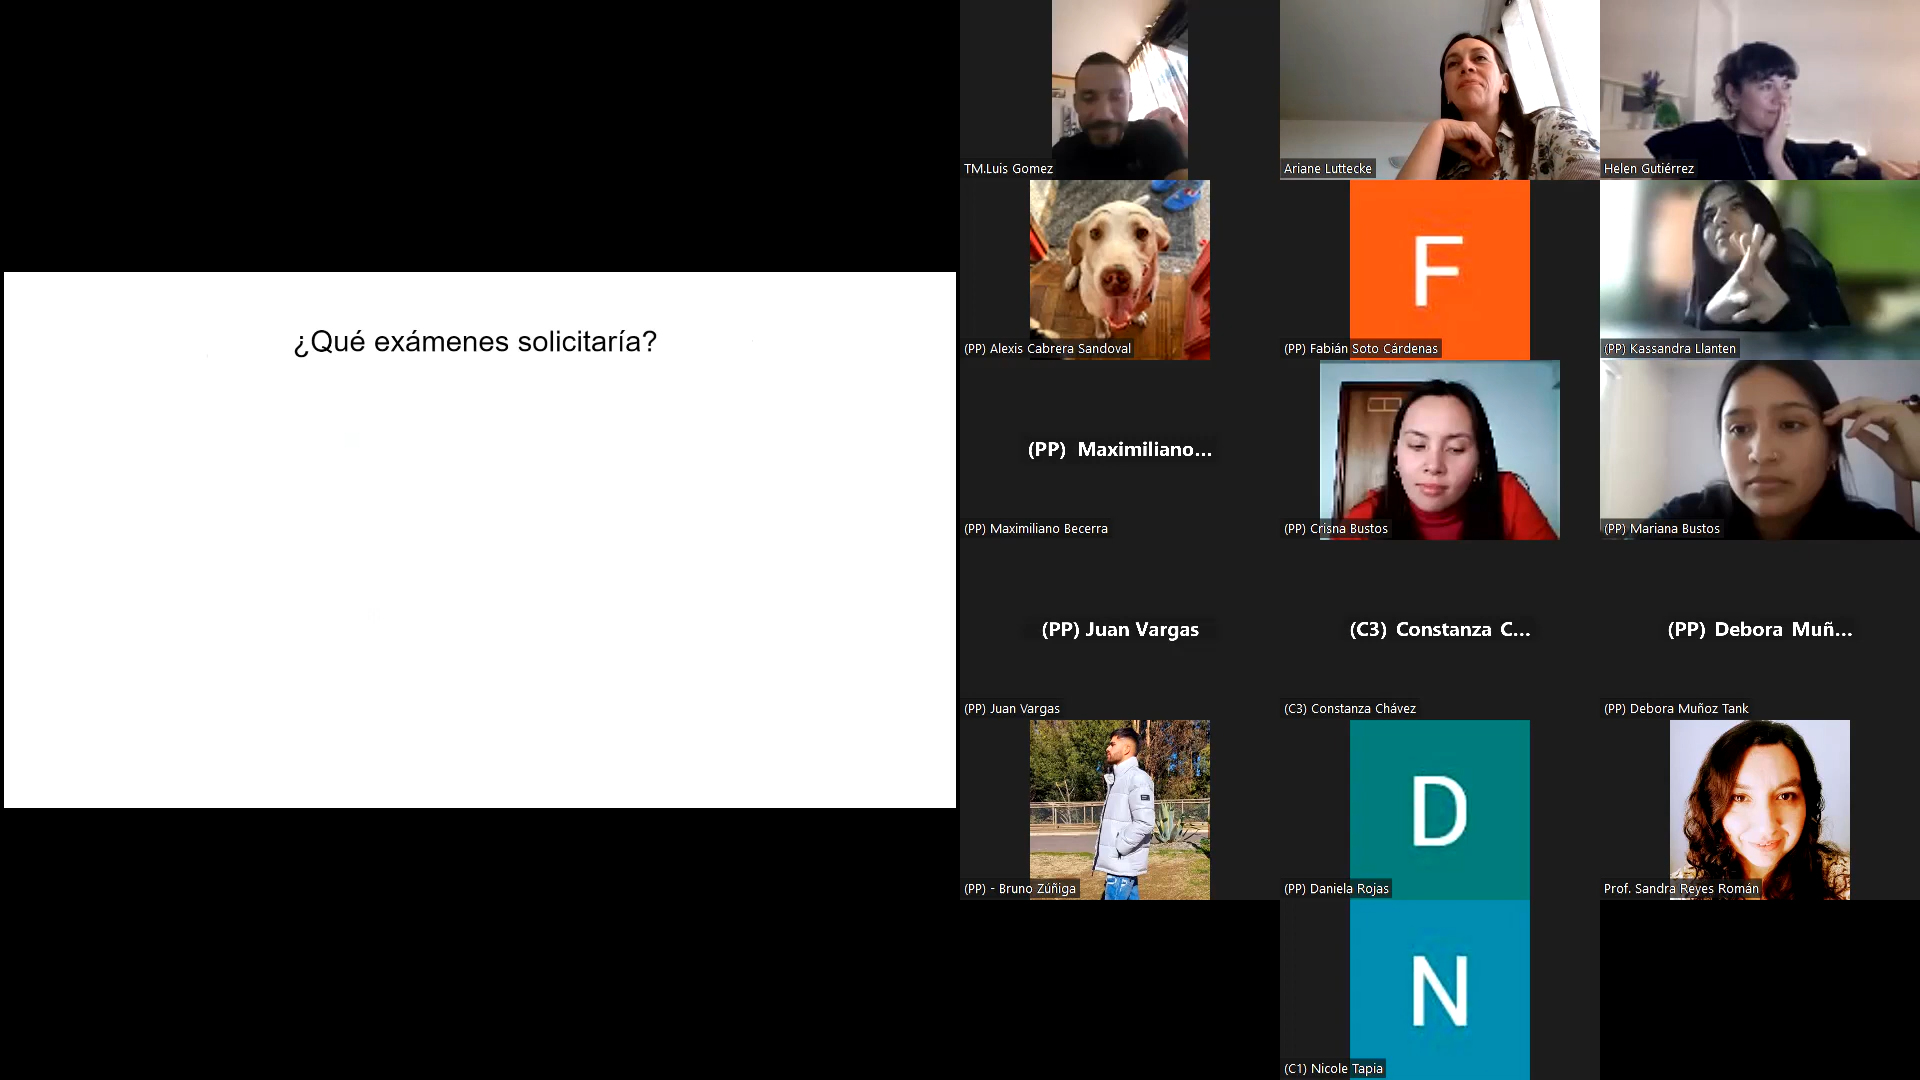 ¿Qué exámenes solicitaría?
TM.Luis Gomez
Ariane Luttecke
Helen Gutiérrez
(PP) Alexis Cabrera Sandoval
F
(PP) Fabián Soto Cárdenas
(PP) Kassandra Llanten
(PP) Maximiliano...
(PP) Maximiliano Becerra
(PP) Crisna Bustos
(PP) Mariana Bustos
(PP) Juan Vargas
(PP) Juan Vargas
(C3) Constanza C...
(C3) Constanza Chávez
(PP) Debora Muñ...
(PP) Debora Muñoz Tank
(PP) - Bruno Zúñiga
D
(PP) Daniela Rojas
Prof. Sandra Reyes Román
N
(C1) Nicole Tapia